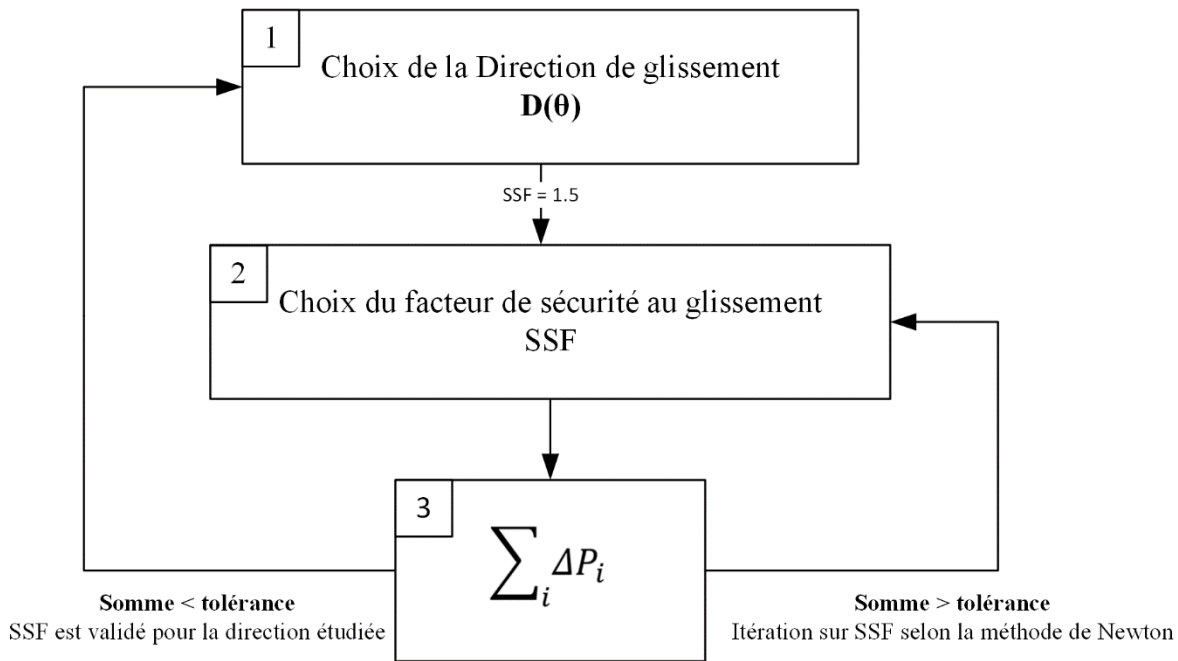 1
Choix de la Direction de glissement
D(θ)
SSF = 1.5
2
Choix du facteur de sécurité au glissement
SSF
3
∑ᵢ ΔPᵢ
Somme < tolérance
SSF est validé pour la direction étudiée
Somme > tolérance
Itération sur SSF selon la méthode de Newton